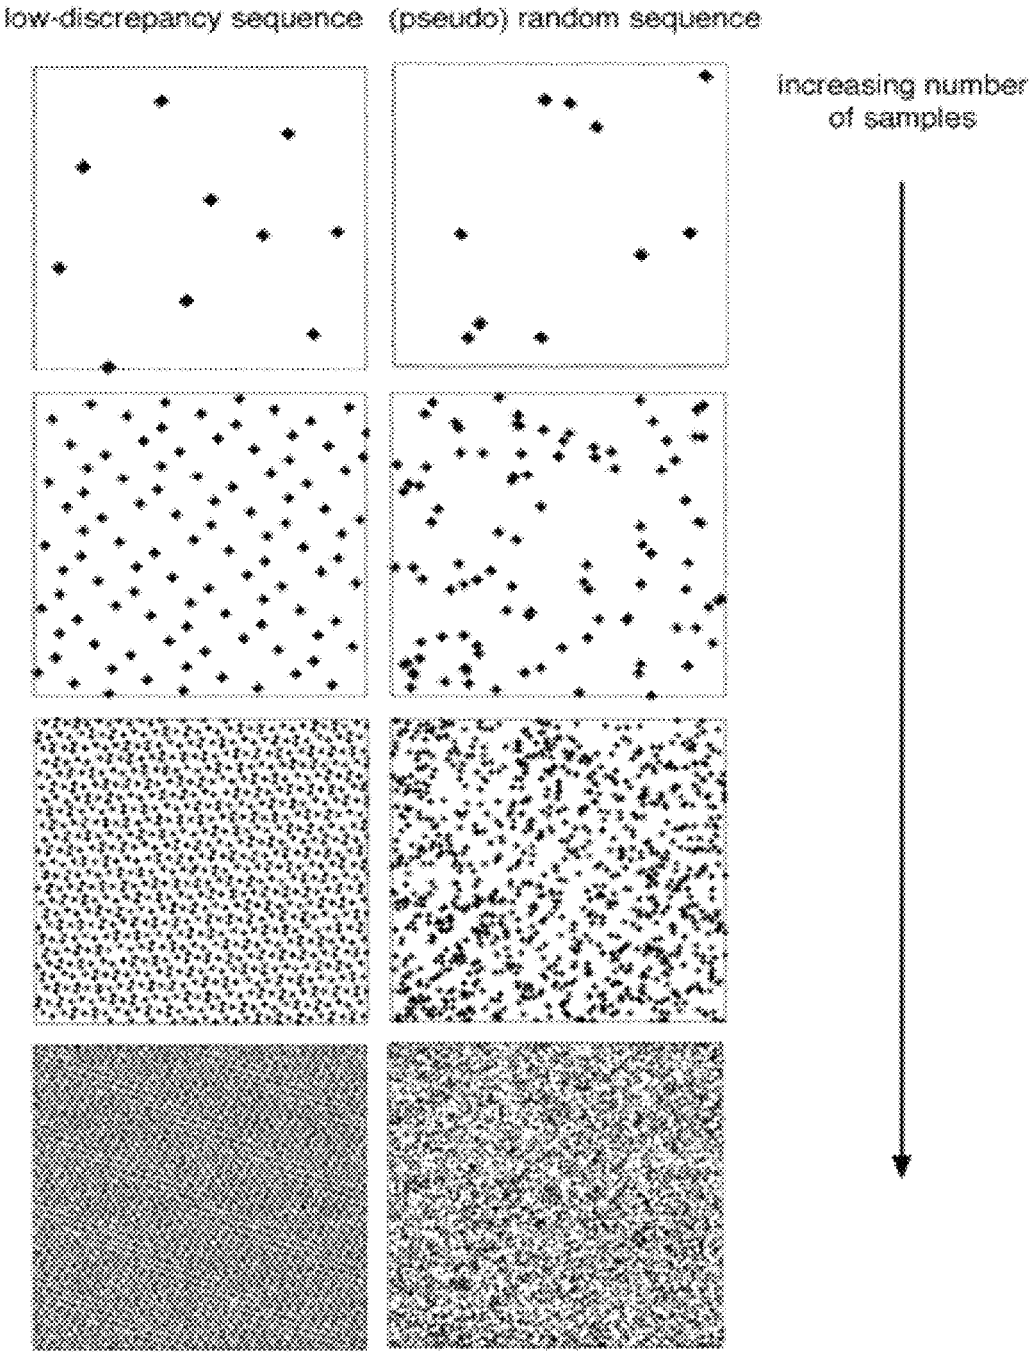 low-discrepancy sequence
(pseudo) random sequence
increasing number
of samples